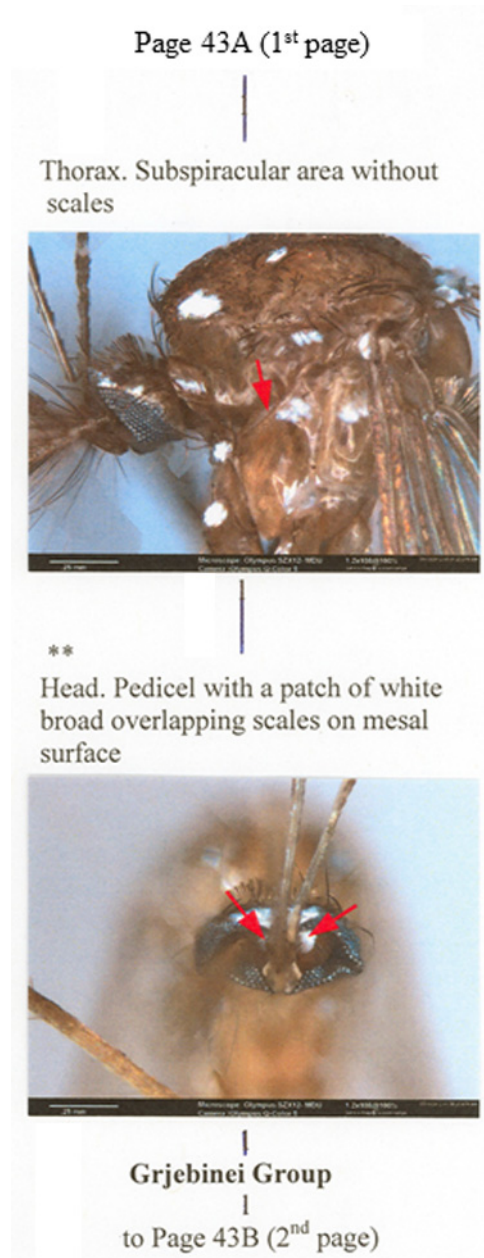 Page 43A (1st page)
Thorax. Subspiracular area without
scales
**
Head. Pedicel with a patch of white
broad overlapping scales on mesal
surface
Grjebinei Group
to Page 43B (2nd page)